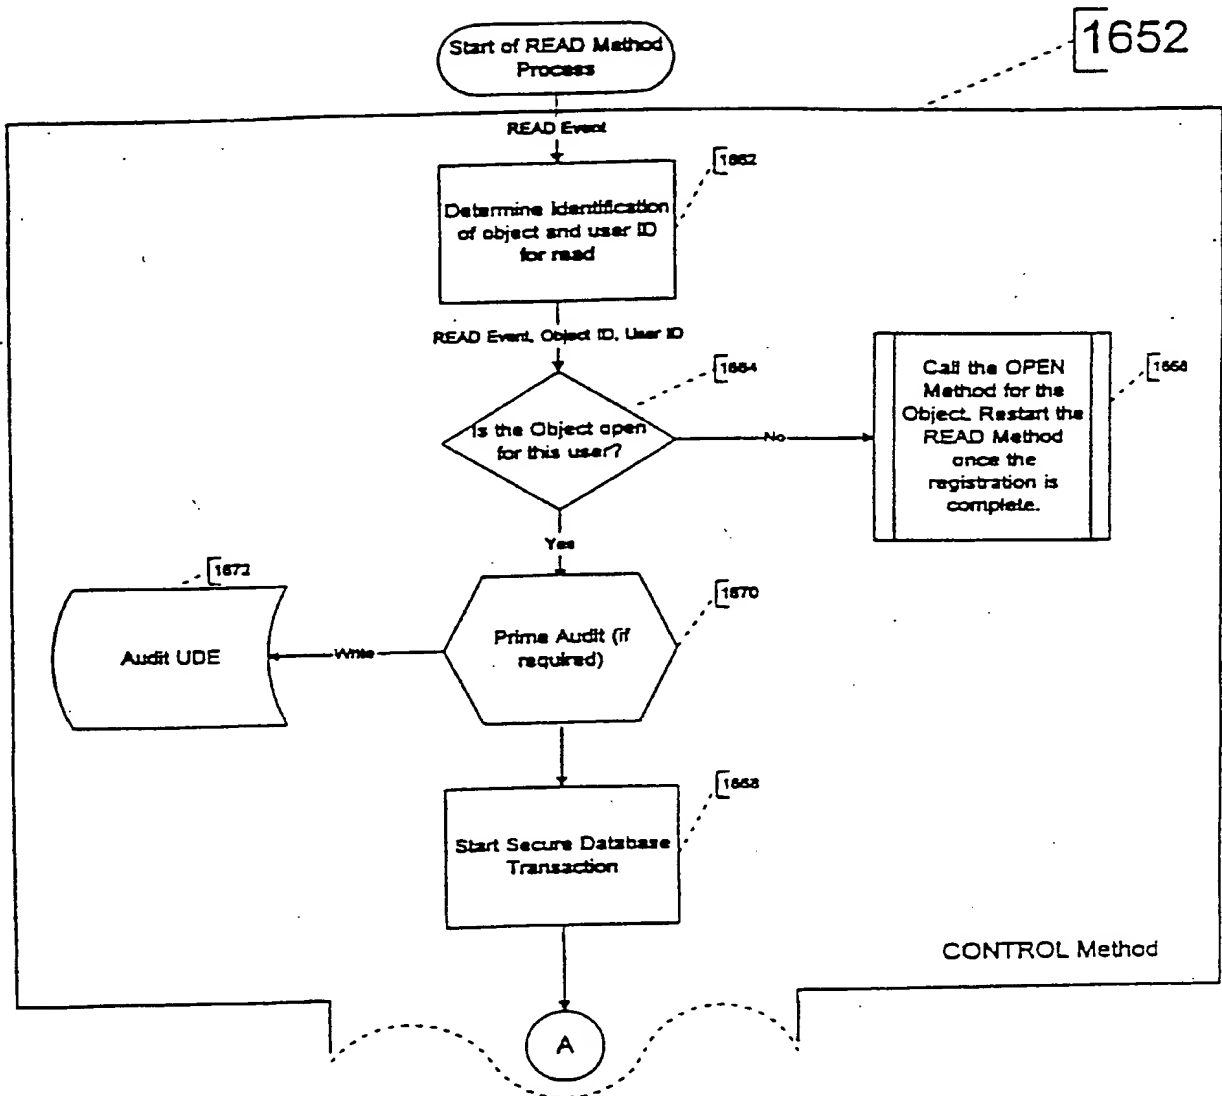 1652
Start of READ Method
Process
READ Event
1662
Determine Identification
of object and user ID
for read
READ Event, Object ID, User ID
1664
Is the Object open
for this user?
No
Call the OPEN
Method for the
Object. Restart the
READ Method
once the
registration is
complete.
Yes
1672
1670
Audit UDE
Write
Prime Audit (if
required)
1668
Start Secure Database
Transaction
CONTROL Method
A